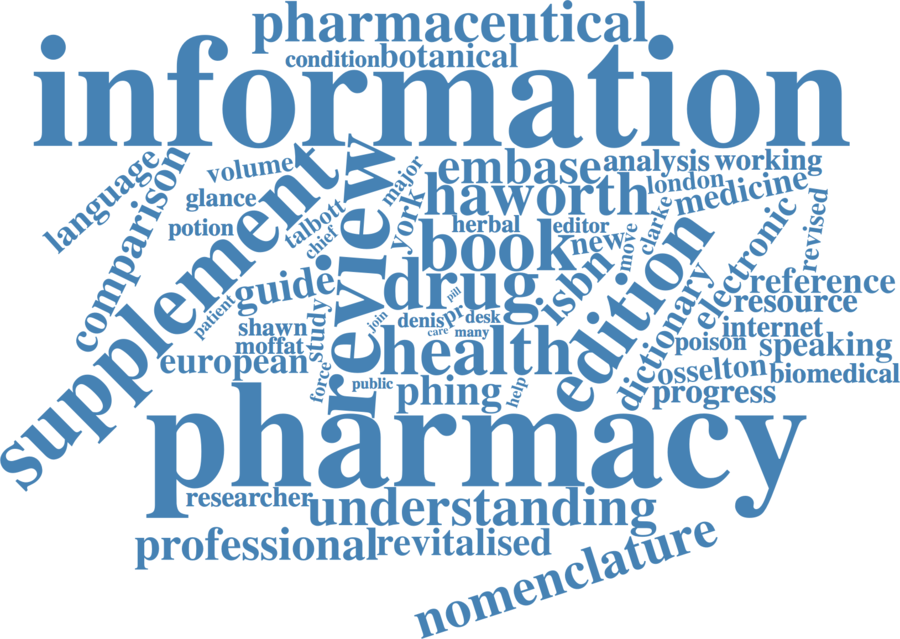 pharmaceutical
condition
botanical
information
language
comparison
volume
glance
potion
supplement
talbott
chief
review
major
york
embase
analysis
working
haworth
london
medicine
herbal
editor
book
new
move
clarke
revised
drug
isbn
edition
electronic
dictionary
reference
resource
internet
poison
speaking
osselton
biomedical
progress
guide
patient
shawn
moffat
study
european
force
join
pill
pr
denis
desk
care
many
health
public
phing
help
pharmacy
researcher
understanding
professional
revitalised
nomenclature